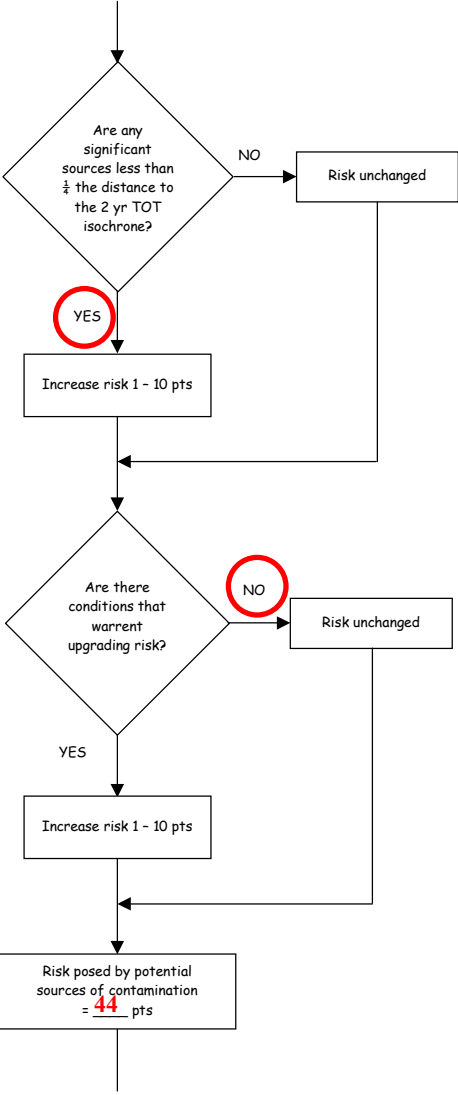 Are any
significant
sources less than
¼ the distance to
the 2 yr TOT
isochrone?
NO
Risk unchanged
YES
Increase risk 1 – 10 pts
Are there
conditions that
warrent
upgrading risk?
NO
Risk unchanged
YES
Increase risk 1 – 10 pts
Risk posed by potential
sources of contamination
= 44 pts